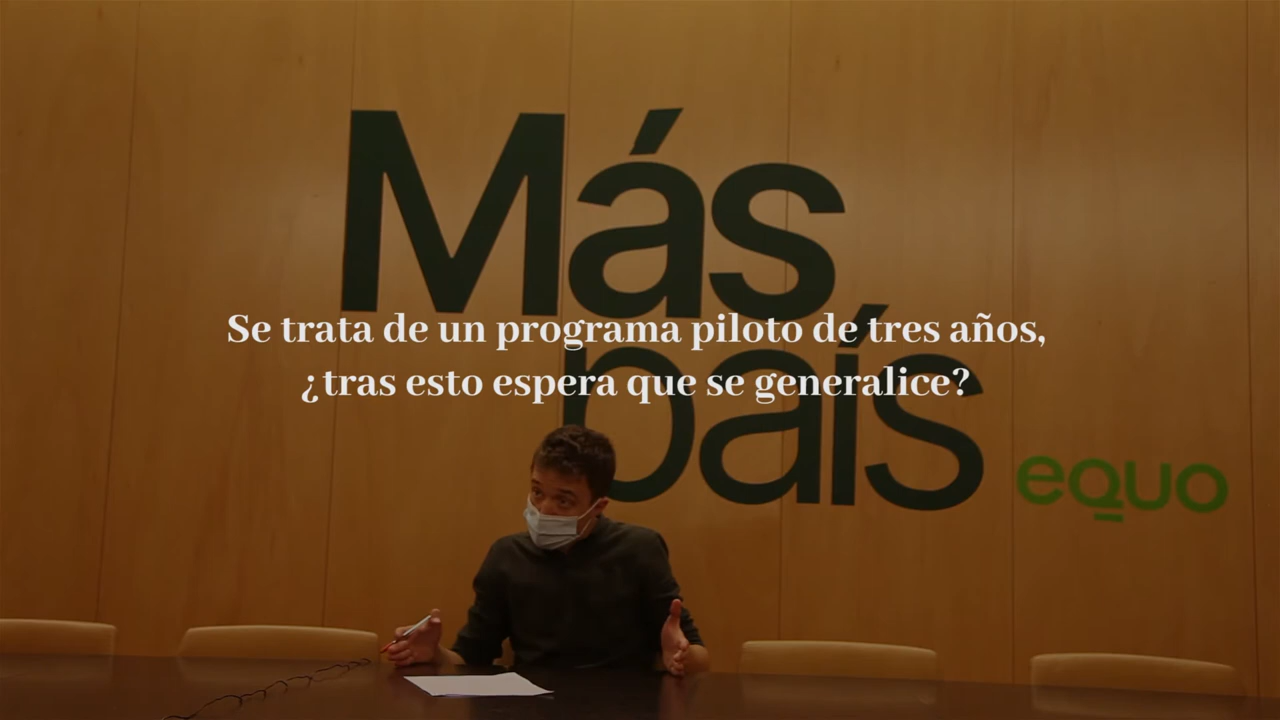 Más
país
equo
Se trata de un programa piloto de tres años,
¿tras esto espera que se generalice?